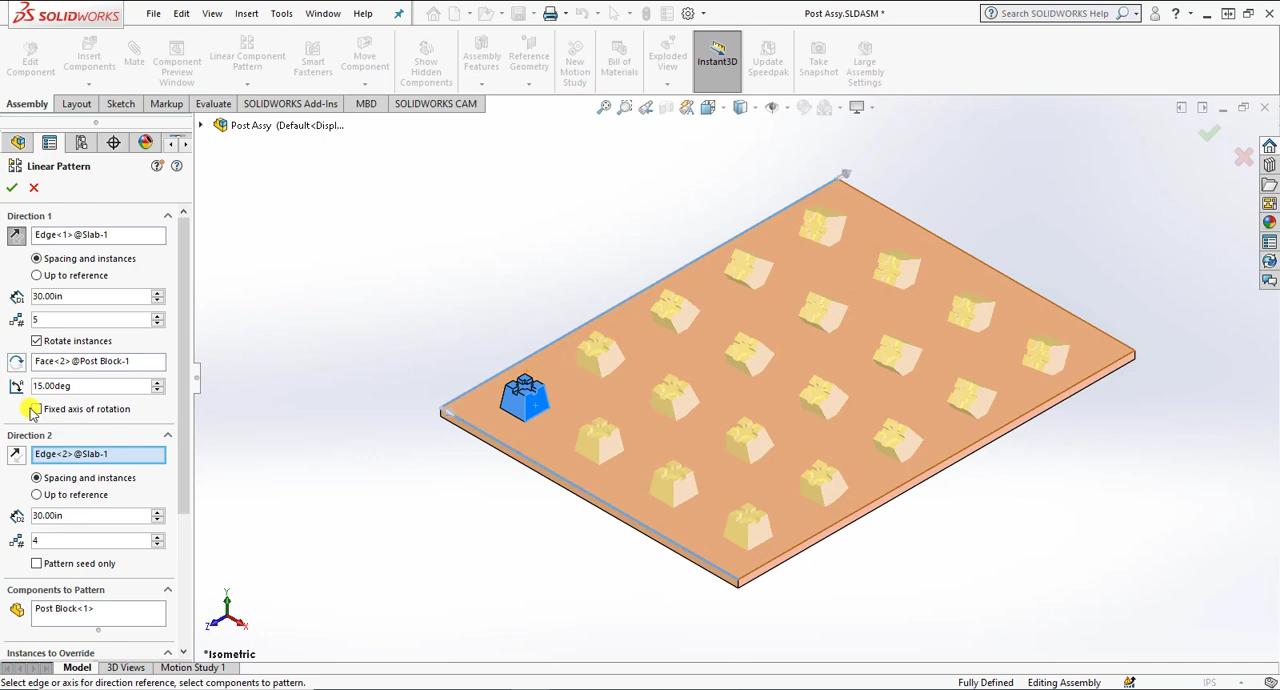 SOLIDWORKS File Edit View Insert Tools Window Help Post Assy.SLDASM * Search SOLIDWORKS Help
Edit Component
Insert Components
Mate
Component Preview Window
Linear Component Pattern
Smart Fasteners
Move Component
Show Hidden Components
Assembly Features
Reference Geometry
New Motion Study
Bill of Materials
Exploded View
Instant3D
Update Speedpak
Take Snapshot
Large Assembly Settings
Assembly Layout Sketch Markup Evaluate SOLIDWORKS Add-Ins MBD SOLIDWORKS CAM
Post Assy (Default<Displ...
Linear Pattern
Direction 1
Edge<1>@Slab-1
Spacing and instances
Up to reference
30.00in
5
Rotate instances
Face<2>@Post Block-1
15.00deg
Fixed axis of rotation
Direction 2
Edge<2>@Slab-1
Spacing and instances
Up to reference
30.00in
4
Pattern seed only
Components to Pattern
Post Block<1>
Instances to Override
Y
Z
X
*Isometric
Model 3D Views Motion Study 1
Select edge or axis for direction reference, select components to pattern. Fully Defined Editing Assembly IPS